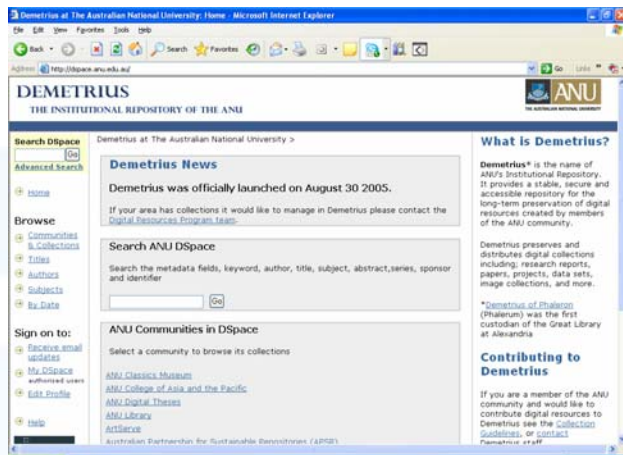 Demetrius at The Australian National University: Home - Microsoft Internet Explorer
File Edit View Favorites Tools Help
Back Search Favorites
Address http://dspace.anu.edu.au/ Go Links
DEMETRIUS
THE INSTITUTIONAL REPOSITORY OF THE ANU
ANU
THE AUSTRALIAN NATIONAL UNIVERSITY
Search DSpace
Go
Advanced Search
Home
Browse
Communities
& Collections
Titles
Authors
Subjects
By Date
Sign on to:
Receive email
updates
My DSpace
authorised users
Edit Profile
Help
Demetrius at The Australian National University >
Demetrius News
Demetrius was officially launched on August 30 2005.
If your area has collections it would like to manage in Demetrius please contact the
Digital Resources Program team.
Search ANU DSpace
Search the metadata fields, keyword, author, title, subject, abstract,series, sponsor
and identifier
Go
ANU Communities in DSpace
Select a community to browse its collections
ANU Classics Museum
ANU College of Asia and the Pacific
ANU Digital Theses
ANU Library
ArtServe
Australian Partnership for Sustainable Repositories (APSR)
What is Demetrius?
Demetrius* is the name of
ANU's Institutional Repository.
It provides a stable, secure and
accessible repository for the
long-term preservation of digital
resources created by members
of the ANU community.
Demetrius preserves and
distributes digital collections
including; research reports,
papers, projects, data sets,
image collections, and more.
*Demetrius of Phaleron
(Phalerum) was the first
custodian of the Great Library
at Alexandria
Contributing to
Demetrius
If you are a member of the ANU
community and would like to
contribute digital resources to
Demetrius see the Collection
Guidelines, or contact
Demetrius staff